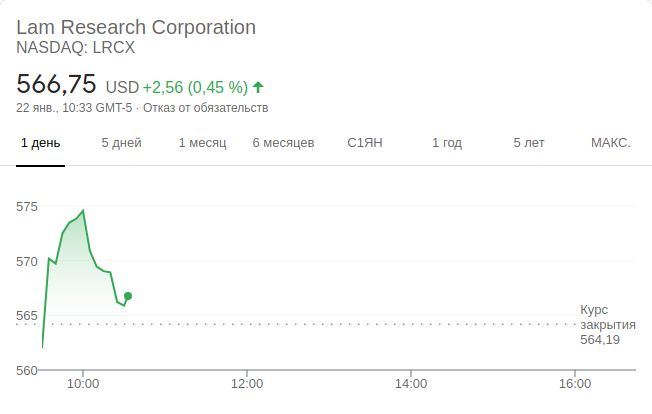 Lam Research Corporation
NASDAQ: LRCX
566,75 USD +2,56 (0,45 %)
22 янв., 10:33 GMT-5 · Отказ от обязательств
1 день 5 дней 1 месяц 6 месяцев С1ЯН 1 год 5 лет МАКС.
575
570
565
Курс
закрытия
564,19
560
10:00 12:00 14:00 16:00